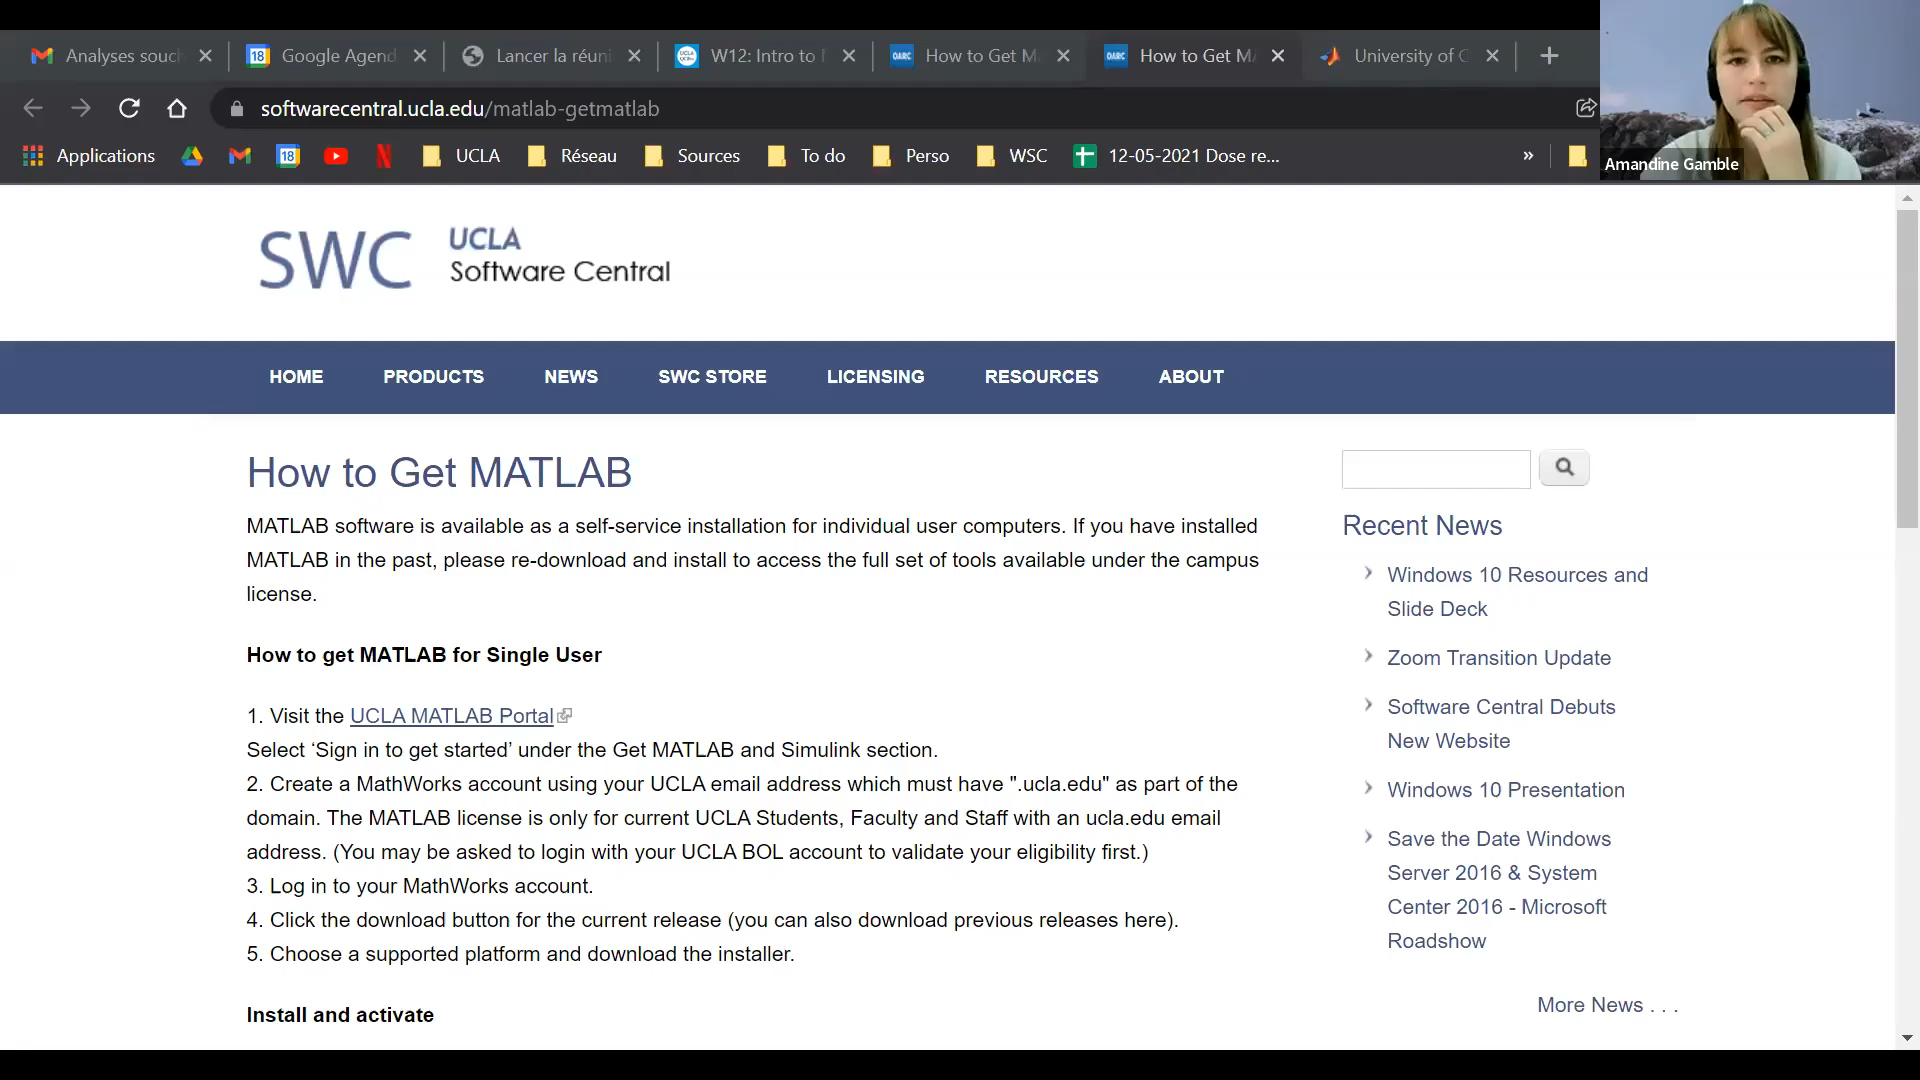 Analyses souch
18
Google Agend
Lancer la réuni
W12: Intro to
How to Get M
How to Get MA
University of C
softwarecentral.ucla.edu/matlab-getmatlab
Applications
18
UCLA
Réseau
Sources
To do
Perso
WSC
12-05-2021 Dose re...
»
Amandine Gamble
SWC
UCLA
Software Central
HOME
PRODUCTS
NEWS
SWC STORE
LICENSING
RESOURCES
ABOUT
How to Get MATLAB
MATLAB software is available as a self-service installation for individual user computers. If you have installed
MATLAB in the past, please re-download and install to access the full set of tools available under the campus
license.
How to get MATLAB for Single User
1. Visit the UCLA MATLAB Portal
Select ‘Sign in to get started’ under the Get MATLAB and Simulink section.
2. Create a MathWorks account using your UCLA email address which must have ".ucla.edu" as part of the
domain. The MATLAB license is only for current UCLA Students, Faculty and Staff with an ucla.edu email
address. (You may be asked to login with your UCLA BOL account to validate your eligibility first.)
3. Log in to your MathWorks account.
4. Click the download button for the current release (you can also download previous releases here).
5. Choose a supported platform and download the installer.
Install and activate
Recent News
Windows 10 Resources and
Slide Deck
Zoom Transition Update
Software Central Debuts
New Website
Windows 10 Presentation
Save the Date Windows
Server 2016 & System
Center 2016 - Microsoft
Roadshow
More News . . .